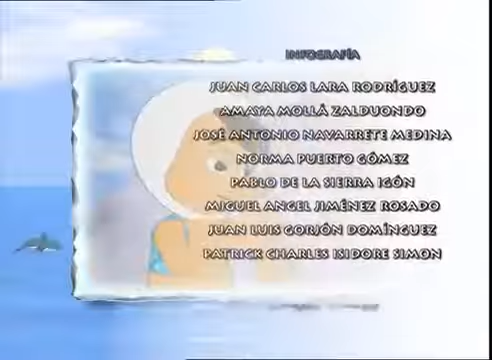 INFOGRAFÍA
JUAN CARLOS LARA RODRÍGUEZ
AMAYA MOLLÁ ZALDUONDO
JOSÉ ANTONIO NAVARRETE MEDINA
NORMA PUERTO GÓMEZ
PABLO DE LA SIERRA IGÓN
MIGUEL ANGEL JIMÉNEZ ROSADO
JUAN LUIS GORJÓN DOMÍNGUEZ
PATRICK CHARLES ISIDORE SIMON